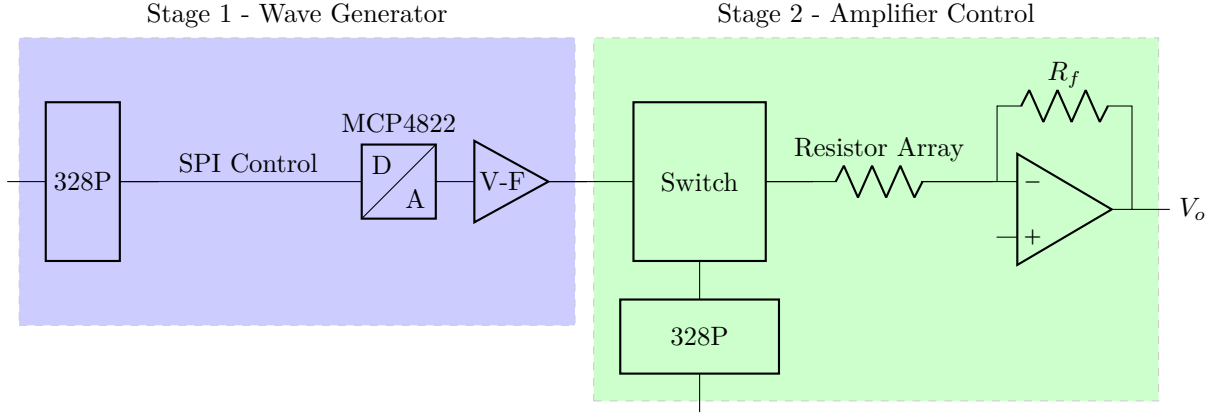 Stage 1 - Wave Generator
Stage 2 - Amplifier Control
328P
SPI Control
MCP4822
D
A
V-F
Switch
328P
Resistor Array
R_f
−
+
V_o